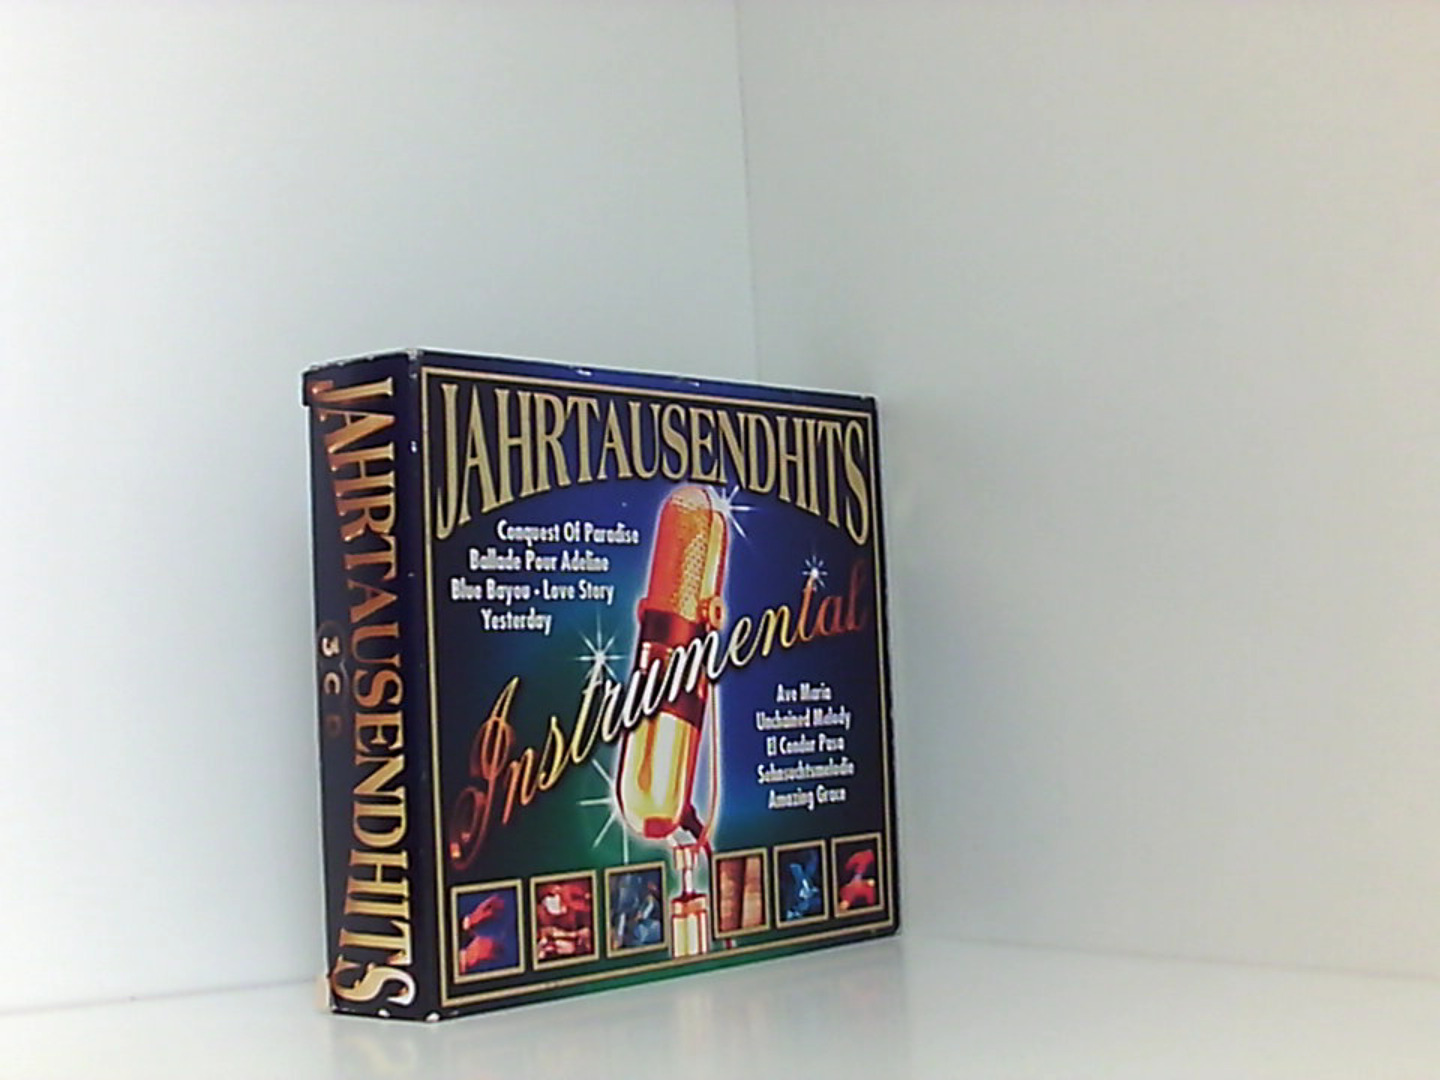 JAHRTAUSENDHITS
3 CD
JAHRTAUSENDHITS
Conquest Of Paradise
Ballade Pour Adeline
Blue Bayou - Love Story
Yesterday
Instrumental
Ave Maria
Unchained Melody
El Condor Pasa
Sehnsuchtsmelodie
Amazing Grace